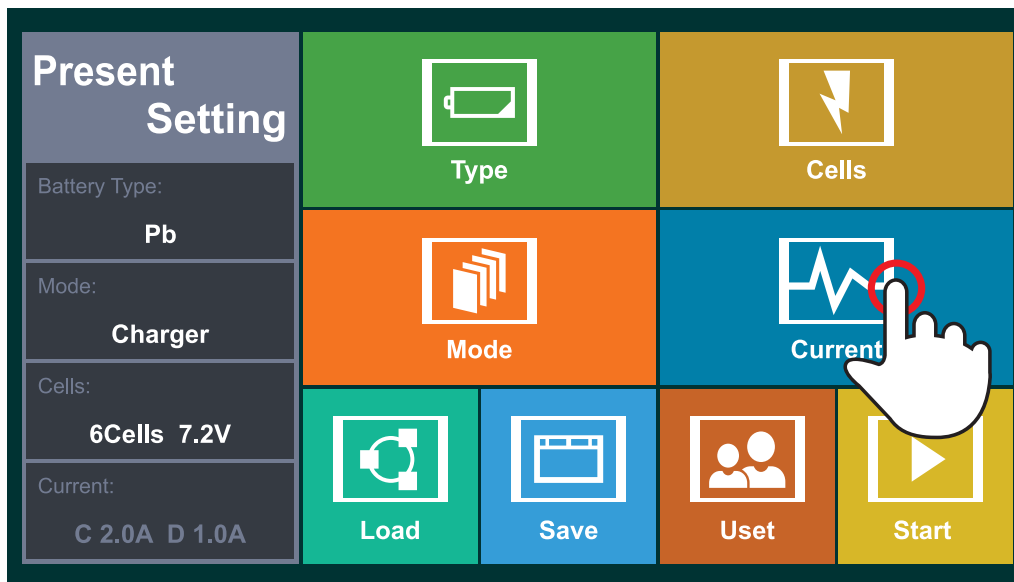 Present
Setting
Battery Type:
Pb
Mode:
Charger
Cells:
6Cells 7.2V
Current:
C 2.0A D 1.0A
Type
Cells
Mode
Current
Load
Save
Uset
Start